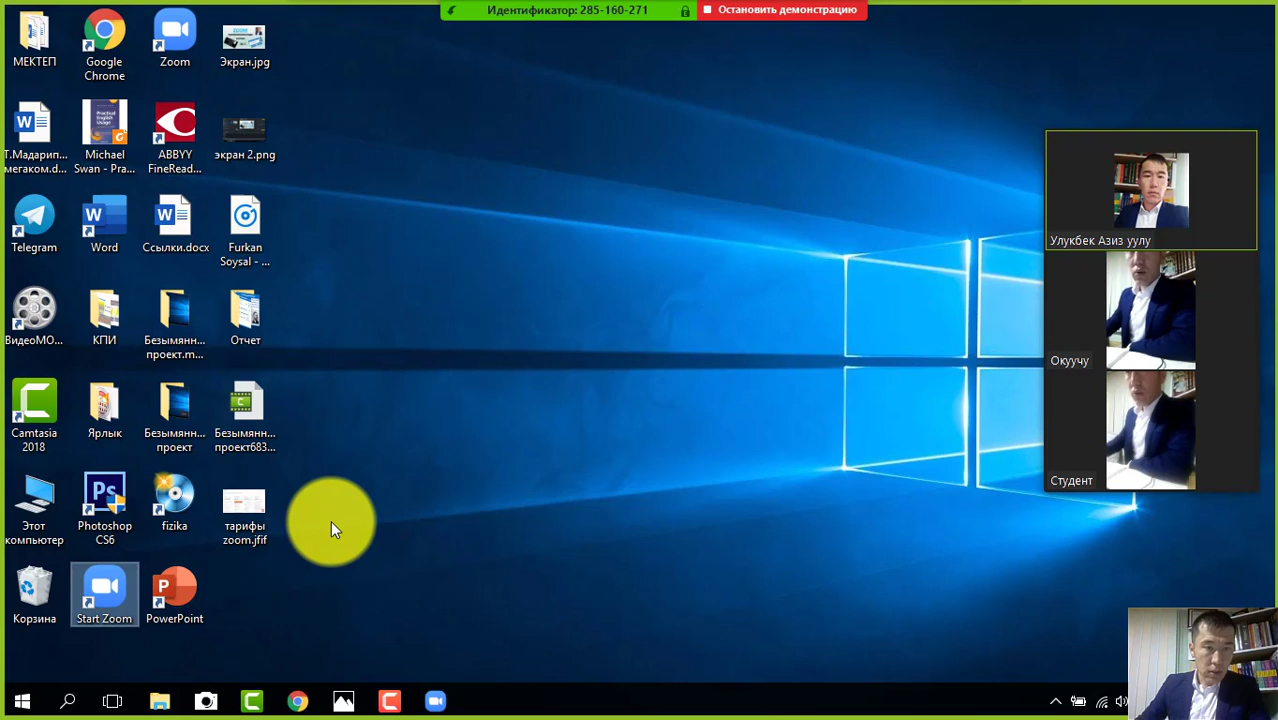 Идентификатор: 285-160-271
Остановить демонстрацию
МЕКТЕП
Google
Chrome
Zoom
Экран.jpg
Т.Мадарип...
мегаком.d...
Michael
Swan - Pra...
ABBYY
FineRead...
экран 2.png
Telegram
Word
Ссылки.docx
Furkan
Soysal - ...
ВидеоМО...
КПИ
Безымянн...
проект.m...
Отчет
Camtasia
2018
Ярлык
Безымянн...
проект
Безымянн...
проект683...
Этот
компьютер
Photoshop
CS6
fizika
тарифы
zoom.jfif
Корзина
Start Zoom
PowerPoint
Улукбек Азиз уулу
Окуучу
Студент